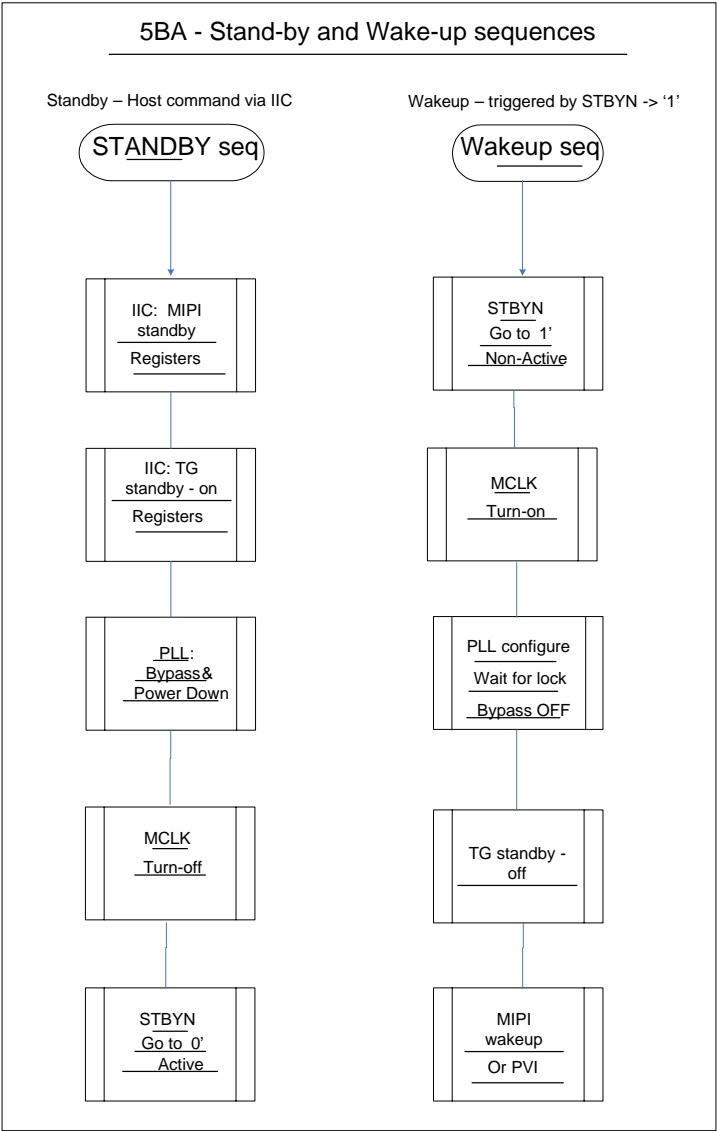 5BA - Stand-by and Wake-up sequences
Standby – Host command via IIC
STANDBY seq
IIC:  MIPI
standby
Registers
IIC: TG
standby - on
Registers
PLL:
Bypass&
Power Down
MCLK
Turn-off
STBYN
Go to  0’
Active
Wakeup – triggered by STBYN -> ‘1’
Wakeup seq
STBYN
Go to  1’
Non-Active
MCLK
Turn-on
PLL configure
Wait for lock
Bypass OFF
TG standby -
off
MIPI
wakeup
Or PVI